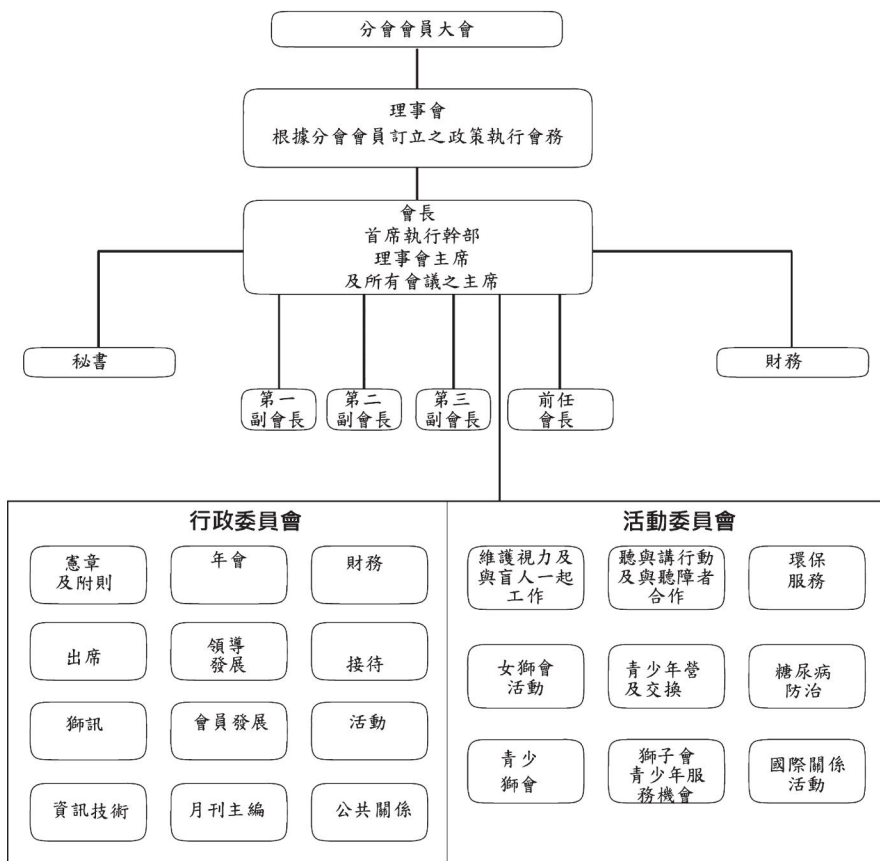 分會會員大會
理事會
根據分會會員訂立之政策執行會務
會長
首席執行幹部
理事會主席
及所有會議之主席
秘書
財務
第一
副會長
第二
副會長
第三
副會長
前任
會長
行政委員會
憲章
及附則
年會
財務
出席
領導
發展
接待
獅訊
會員發展
活動
資訊技術
月刊主編
公共關係
活動委員會
維護視力及
與盲人一起
工作
聽與講行動
及與聽障者
合作
環保
服務
女獅會
活動
青少年營
及交換
糖尿病
防治
青少
獅會
獅子會
青少年服
務機會
國際關係
活動